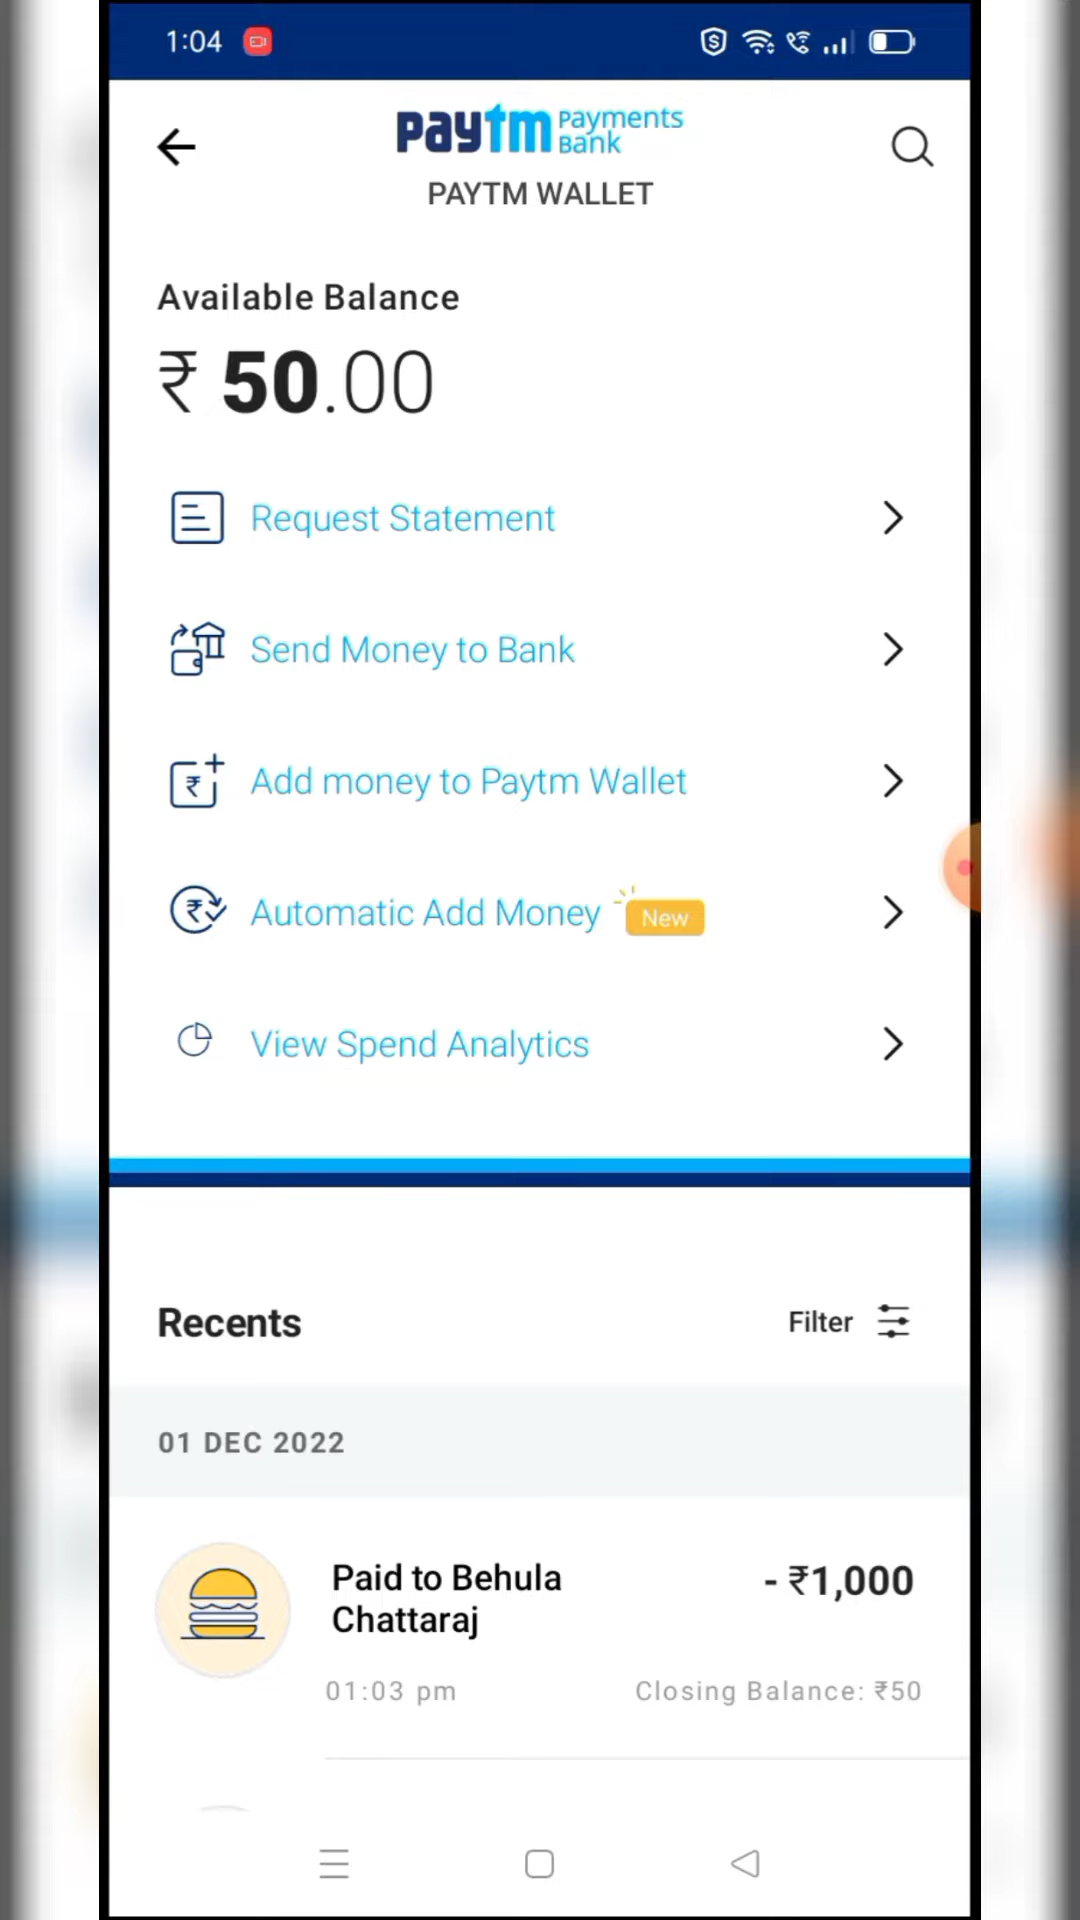 1:04
paytm Payments
Bank
PAYTM WALLET
Available Balance
₹ 50.00
Request Statement
Send Money to Bank
Add money to Paytm Wallet
Automatic Add Money New
View Spend Analytics
Recents
Filter
01 DEC 2022
Paid to Behula
Chattaraj
- ₹1,000
01:03 pm
Closing Balance: ₹50